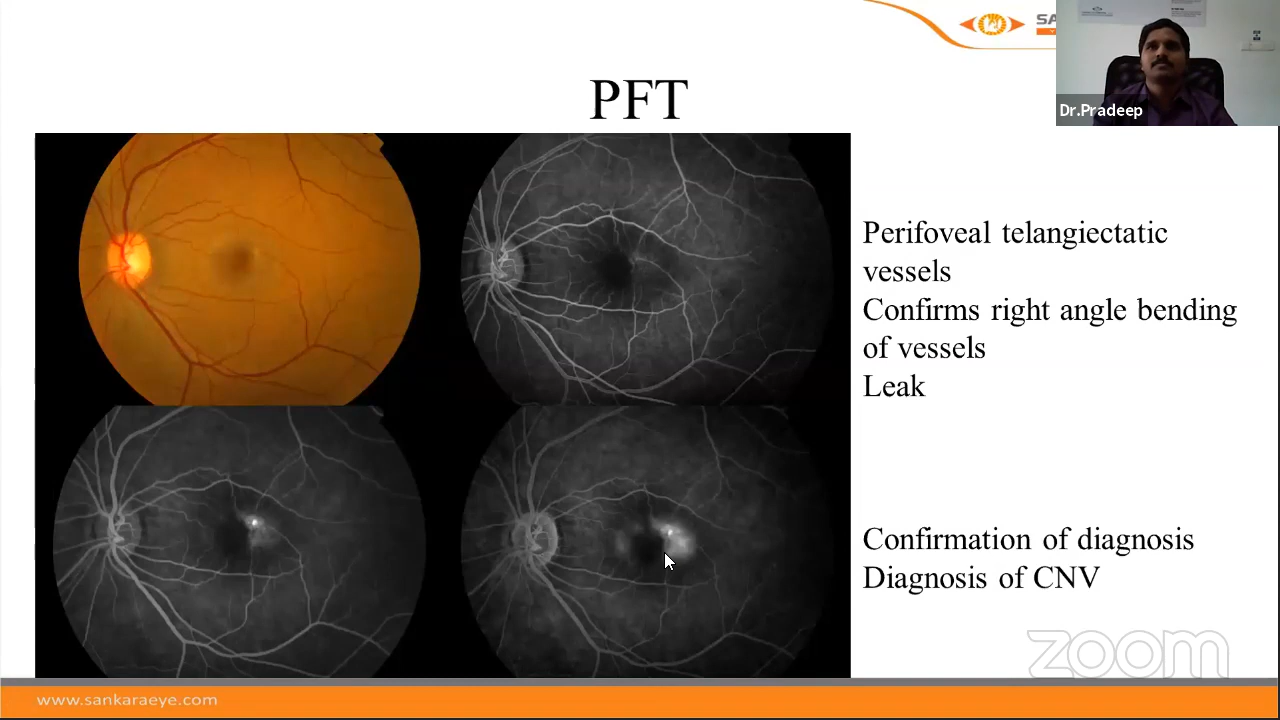 SA
Dr.Pradeep
PFT
Perifoveal telangiectatic
vessels
Confirms right angle bending
of vessels
Leak
Confirmation of diagnosis
Diagnosis of CNV
zoom
www.sankaraeye.com